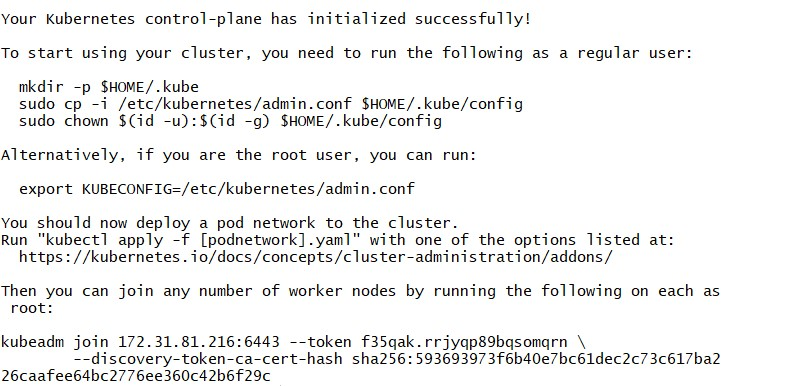 Your Kubernetes control-plane has initialized successfully!
To start using your cluster, you need to run the following as a regular user:
mkdir -p $HOME/.kube
sudo cp -i /etc/kubernetes/admin.conf $HOME/.kube/config
sudo chown $(id -u):$(id -g) $HOME/.kube/config
Alternatively, if you are the root user, you can run:
export KUBECONFIG=/etc/kubernetes/admin.conf
You should now deploy a pod network to the cluster.
Run "kubectl apply -f [podnetwork].yaml" with one of the options listed at:
https://kubernetes.io/docs/concepts/cluster-administration/addons/
Then you can join any number of worker nodes by running the following on each as
root:
kubeadm join 172.31.81.216:6443 --token f35qak.rrjyqp89bqsomqrn \
--discovery-token-ca-cert-hash sha256:593693973f6b40e7bc61dec2c73c617ba2
26caafee64bc2776ee360c42b6f29c